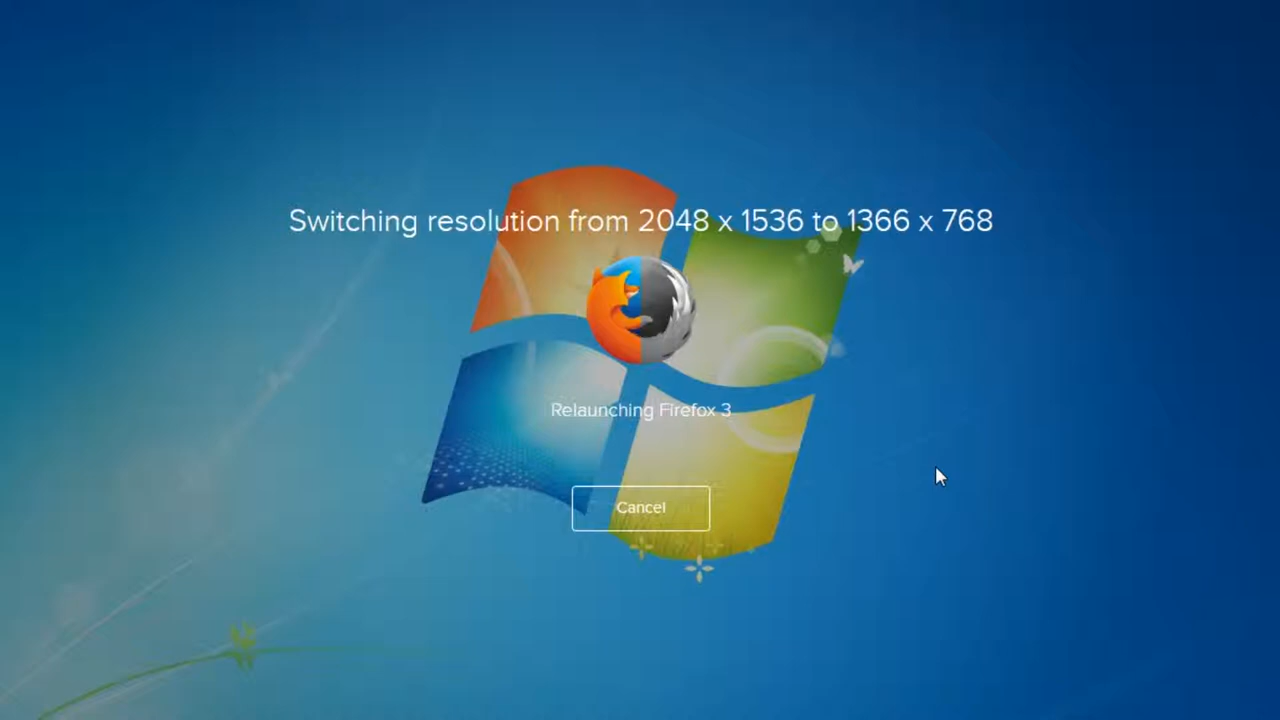 Switching resolution from 2048 x 1536 to 1366 x 768
Relaunching Firefox 3
Cancel